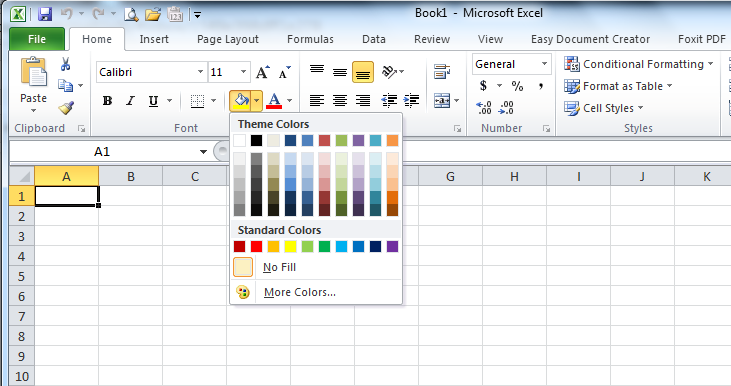 Book1 - Microsoft Excel
File Home Insert Page Layout Formulas Data Review View Easy Document Creator Foxit PDF
Calibri 11 A A General Conditional Formatting
Paste B I U A $ % , Format as Table
.00 .0 Cell Styles
Clipboard Font Number Styles
Theme Colors
A1
A B C G H I J K
1
2
3
4
5
6
7
8
9
10
Standard Colors
No Fill
More Colors...